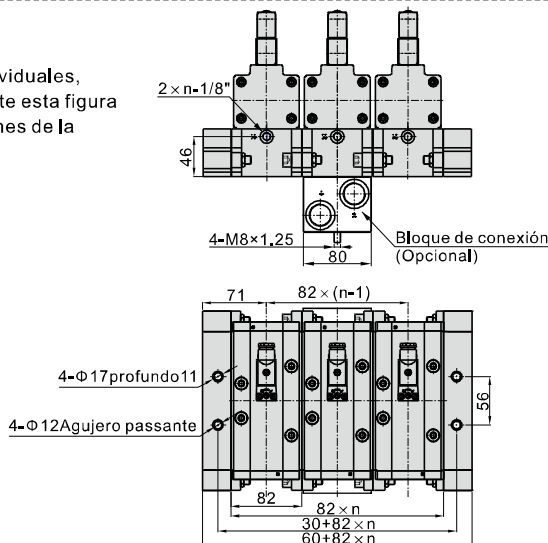 viduales,
te esta figura
nes de la
2×n-1/8"
46
4-M8×1.25
80
Bloque de conexión
(Opcional)
71
82×(n-1)
4-Φ17profundo11
4-Φ12Agujero passante
56
82
82×n
30+82×n
60+82×n